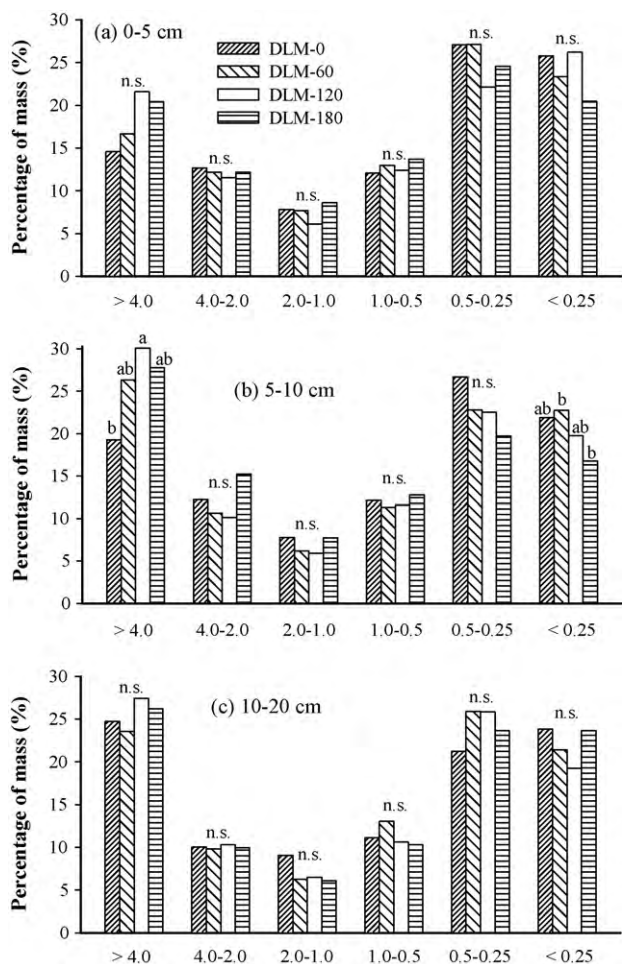 Percentage of mass (%)
30
25
20
15
10
5
0
(a) 0-5 cm
DLM-0
DLM-60
DLM-120
DLM-180
n.s.
n.s.
n.s.
n.s.
n.s.
n.s.
> 4.0 4.0-2.0 2.0-1.0 1.0-0.5 0.5-0.25 < 0.25
Percentage of mass (%)
30
25
20
15
10
5
0
(b) 5-10 cm
b ab a ab
n.s.
n.s.
n.s.
n.s.
ab b ab b
> 4.0 4.0-2.0 2.0-1.0 1.0-0.5 0.5-0.25 < 0.25
Percentage of mass (%)
30
25
20
15
10
5
0
(c) 10-20 cm
n.s.
n.s.
n.s.
n.s.
n.s.
n.s.
> 4.0 4.0-2.0 2.0-1.0 1.0-0.5 0.5-0.25 < 0.25